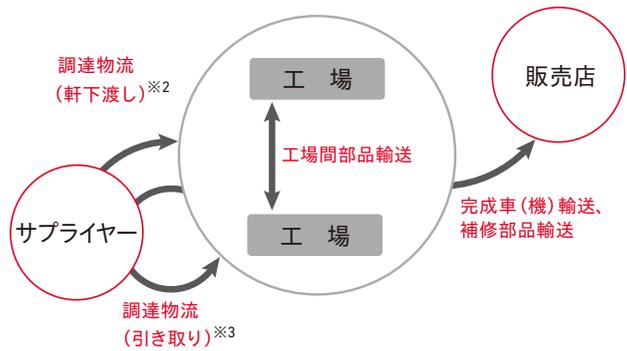 調達物流
（軒下渡し）※2
工　場
販売店
工場間部品輸送
サプライヤー
工　場
完成車（機）輸送、
補修部品輸送
調達物流
（引き取り）※3